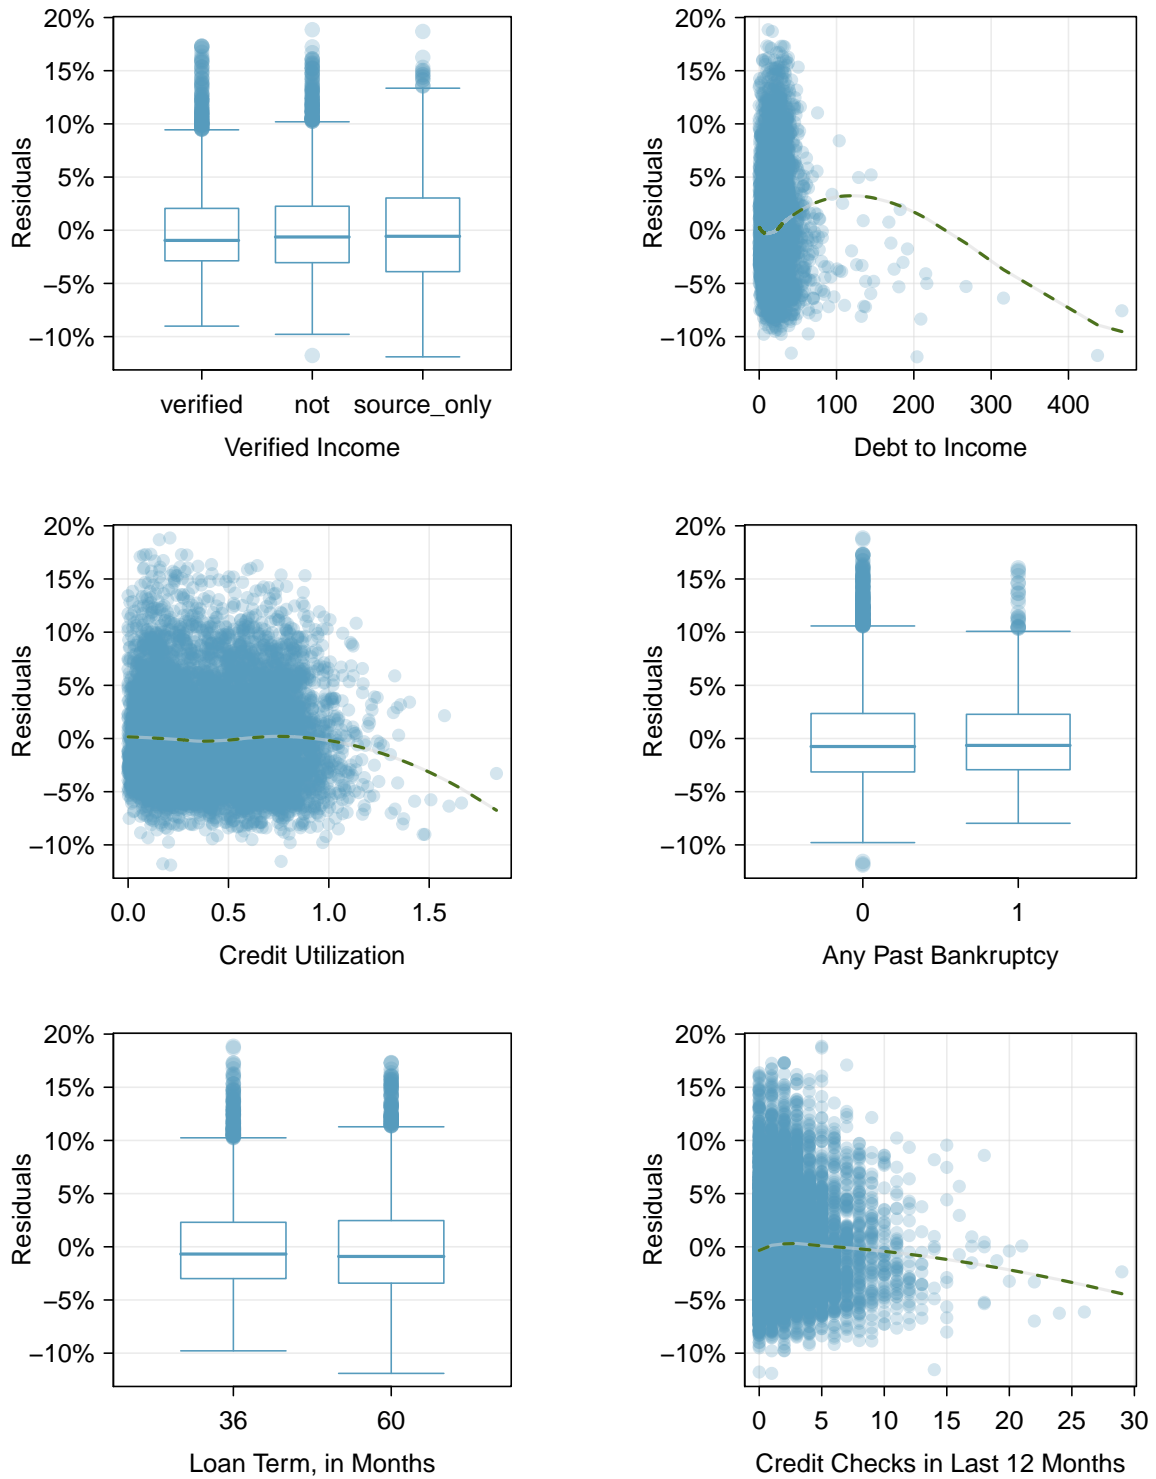 20%
15%
10%
5%
0%
−5%
−10%
Residuals
verified not source_only
Verified Income
20%
15%
10%
5%
0%
−5%
−10%
Residuals
0 100 200 300 400
Debt to Income
20%
15%
10%
5%
0%
−5%
−10%
Residuals
0.0 0.5 1.0 1.5
Credit Utilization
20%
15%
10%
5%
0%
−5%
−10%
Residuals
0 1
Any Past Bankruptcy
20%
15%
10%
5%
0%
−5%
−10%
Residuals
36 60
Loan Term, in Months
20%
15%
10%
5%
0%
−5%
−10%
Residuals
0 5 10 15 20 25 30
Credit Checks in Last 12 Months